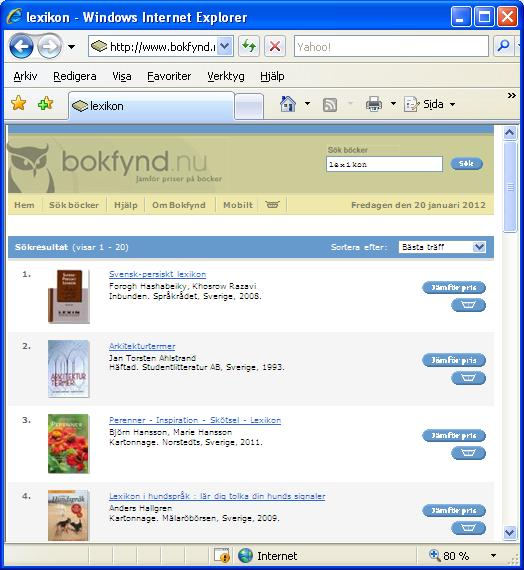 lexikon - Windows Internet Explorer
http://www.bokfynd.
Yahoo!
Arkiv Redigera Visa Favoriter Verktyg Hjälp
lexikon
Sida
bokfynd.nu
Jämför priser på böcker
Sök böcker
lexikon
Sök
Hem Sök böcker Hjälp Om Bokfynd Mobilt Fredagen den 20 januari 2012
Sökresultat (visar 1 - 20) Sortera efter: Bästa träff
1. Svensk-persiskt lexikon
Forogh Hashabeiky, Khosrow Razavi
Inbunden. Språkrådet, Sverige, 2008.
Jämför pris
2. Arkitekturtermer
Jan Torsten Ahlstrand
Häftad. Studentlitteratur AB, Sverige, 1993.
Jämför pris
ARKITEKTUR
TERMER
3. Perenner - Inspiration - Skötsel - Lexikon
Björn Hansson, Marie Hansson
Kartonnage. Norstedts, Sverige, 2011.
Jämför pris
PERENNER
4. Lexikon i hundspråk : lär dig tolka din hunds signaler
Anders Hallgren
Kartonnage. Mälaröbörsen, Sverige, 2009.
Jämför pris
Hundspråk
Internet
80 %